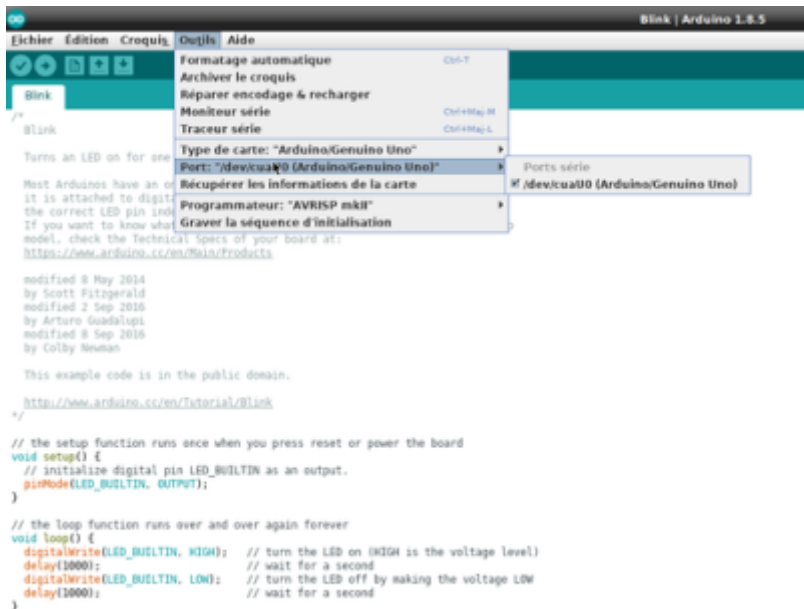 Blink | Arduino 1.8.5
Fichier Édition Croquis Outils Aide
Formatage automatique Ctrl-T
Archiver le croquis
Réparer encodage & recharger
Moniteur série Ctrl+Maj-M
Traceur série Ctrl+Maj-L
Type de carte: "Arduino/Genuino Uno"
Port: "/dev/cuaU0 (Arduino/Genuino Uno)"
Récupérer les informations de la carte
Programmateur: "AVRISP mkII"
Graver la séquence d'initialisation
Ports série
/dev/cuaU0 (Arduino/Genuino Uno)
Blink
/*
Blink
Turns an LED on for one
Most Arduinos have an
it is attached to digit
the correct LED pin inde
If you want to know what
model, check the Technical Specs of your board at:
https://www.arduino.cc/en/Main/Products
modified 8 May 2014
by Scott Fitzgerald
modified 2 Sep 2016
by Arturo Guadalupi
modified 8 Sep 2016
by Colby Newman
This example code is in the public domain.
http://www.arduino.cc/en/Tutorial/Blink
*/
// the setup function runs once when you press reset or power the board
void setup() {
// initialize digital pin LED_BUILTIN as an output.
pinMode(LED_BUILTIN, OUTPUT);
}
// the loop function runs over and over again forever
void loop() {
digitalWrite(LED_BUILTIN, HIGH); // turn the LED on (HIGH is the voltage level)
delay(1000); // wait for a second
digitalWrite(LED_BUILTIN, LOW); // turn the LED off by making the voltage LOW
delay(1000); // wait for a second
}